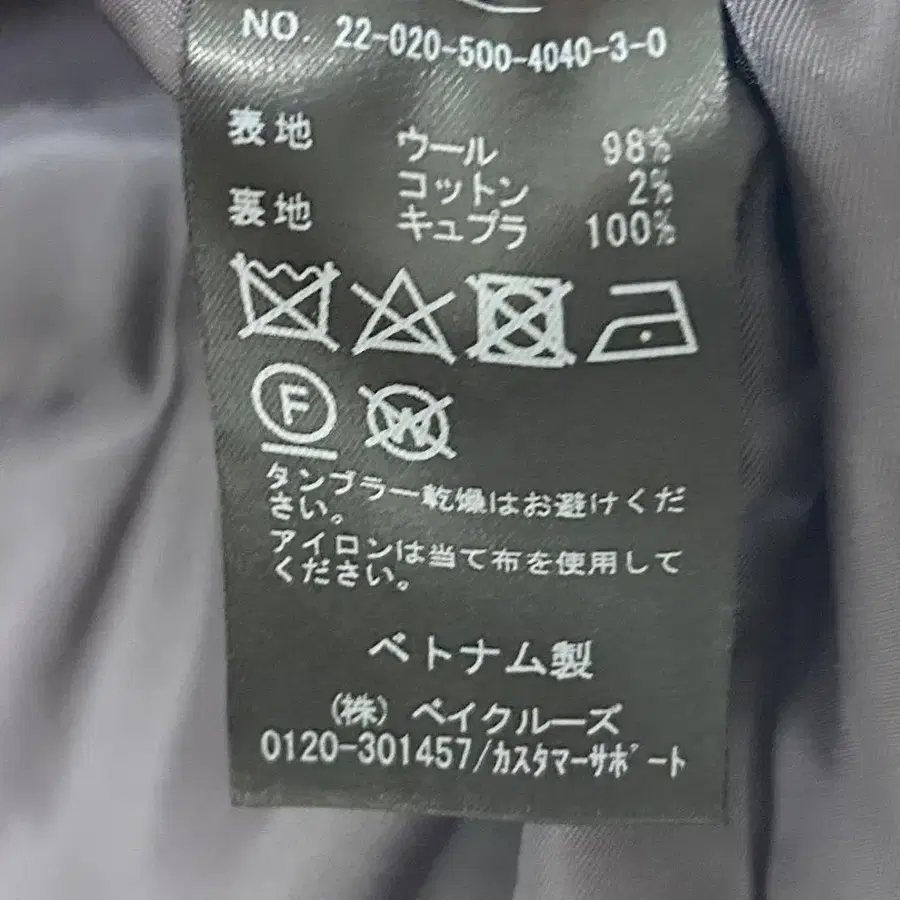 NO. 22-020-500-4040-3-0
表地 ウール 98%
コットン 2%
裏地 キュプラ 100%
F
W
タンブラー乾燥はお避けくだ
さい。
アイロンは当て布を使用して
ください。
ベトナム製
(株) ベイクルーズ
0120-301457/カスタマーサポート